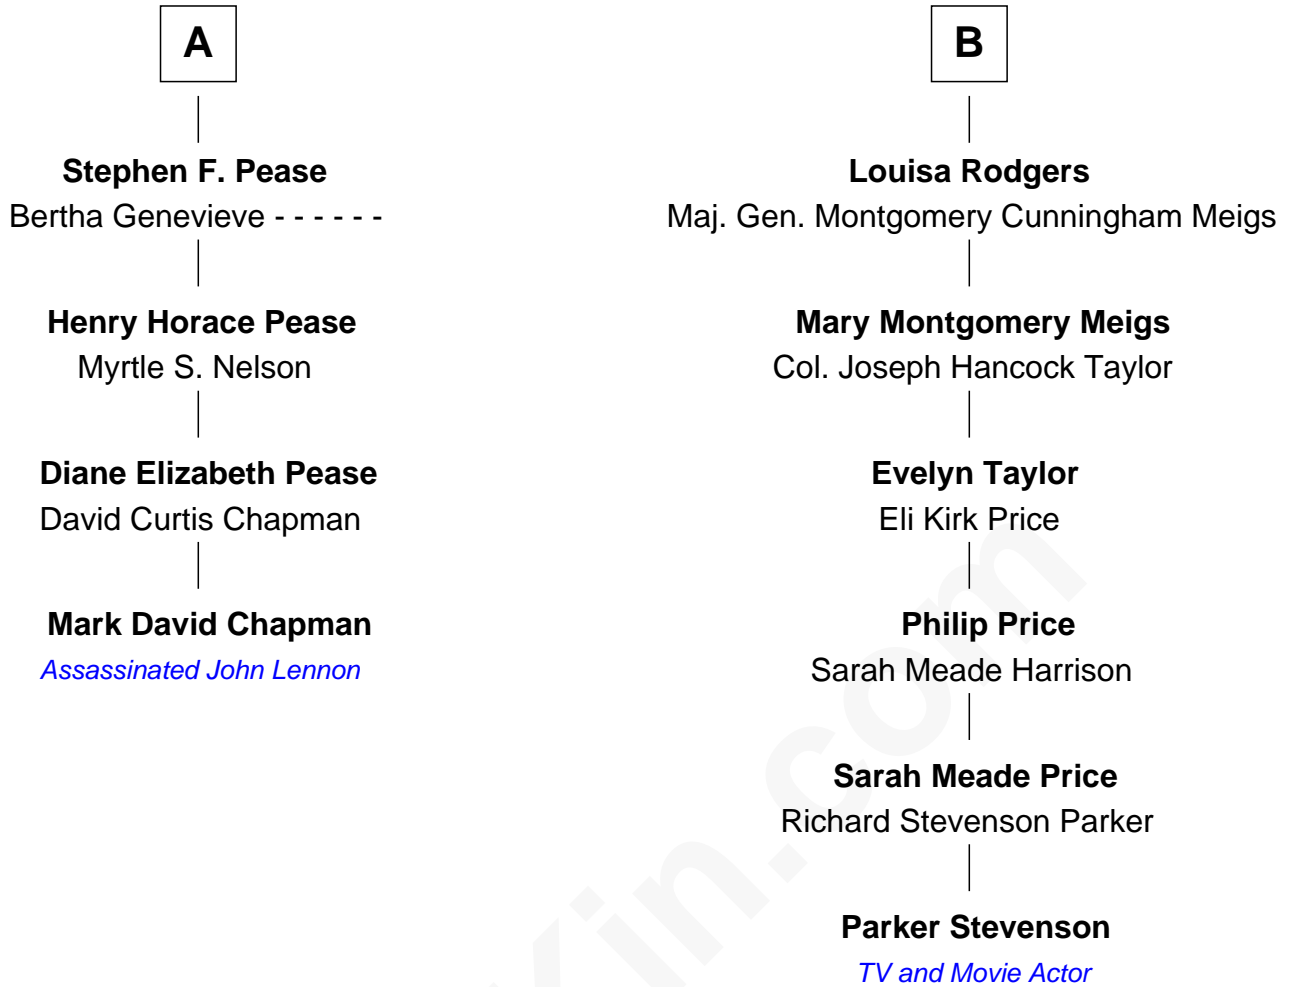 A
Stephen F. Pease
Bertha Genevieve - - - - - -
Henry Horace Pease
Myrtle S. Nelson
Diane Elizabeth Pease
David Curtis Chapman
Mark David Chapman
Assassinated John Lennon
B
Louisa Rodgers
Maj. Gen. Montgomery Cunningham Meigs
Mary Montgomery Meigs
Col. Joseph Hancock Taylor
Evelyn Taylor
Eli Kirk Price
Philip Price
Sarah Meade Harrison
Sarah Meade Price
Richard Stevenson Parker
Parker Stevenson
TV and Movie Actor
Kin.com